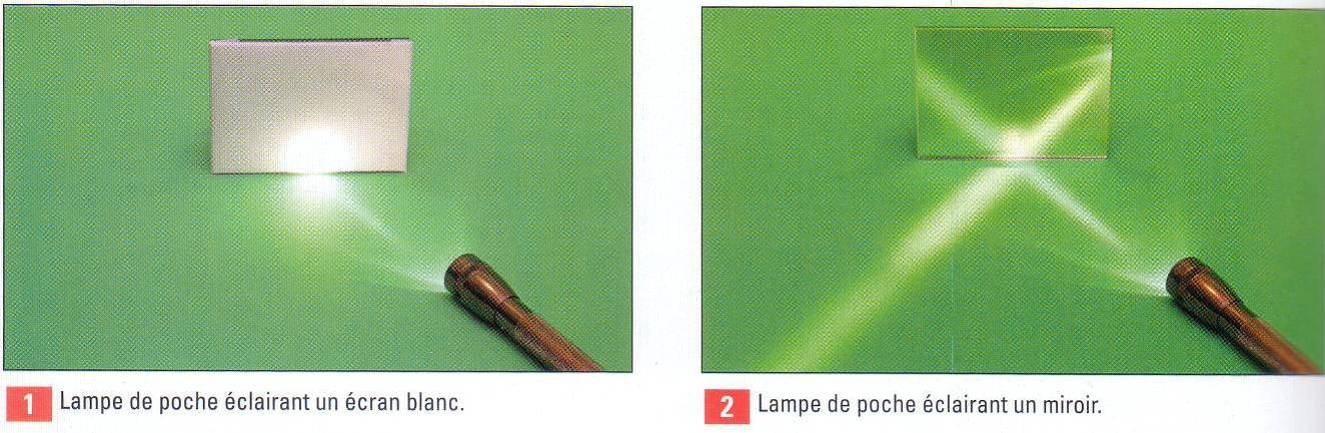 1 Lampe de poche éclairant un écran blanc.
2 Lampe de poche éclairant un miroir.